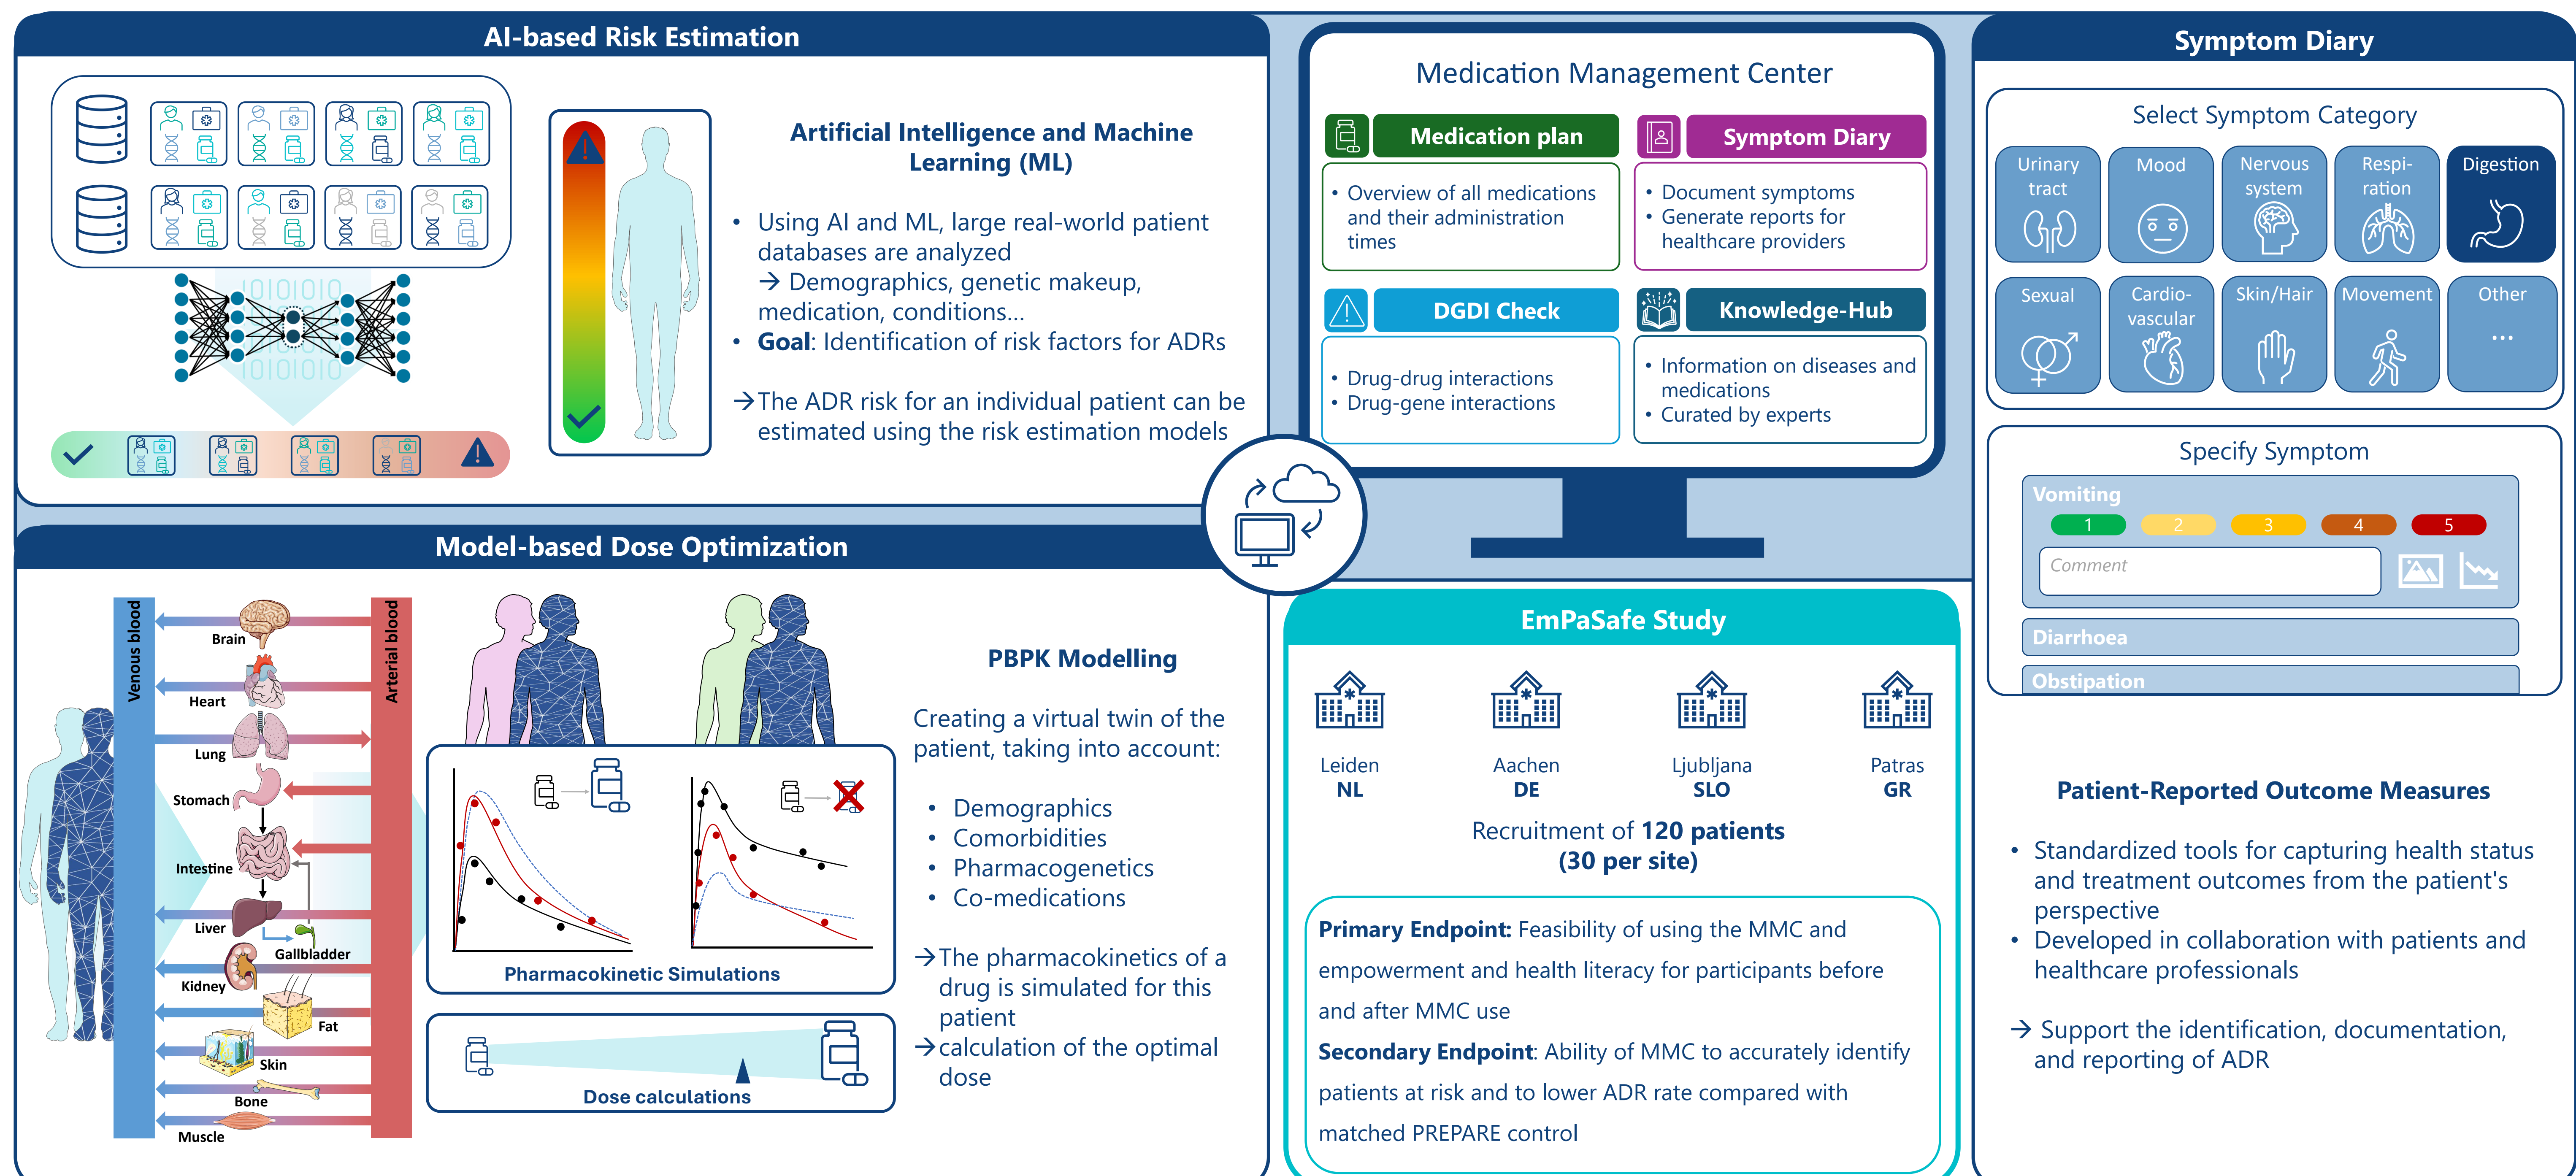 AI-based Risk Estimation
Artificial Intelligence and Machine
Learning (ML)
• Using AI and ML, large real-world patient
databases are analyzed
→ Demographics, genetic makeup,
medication, conditions...
• Goal: Identification of risk factors for ADRs
→The ADR risk for an individual patient can be
estimated using the risk estimation models
0101010
0101010
Model-based Dose Optimization
Venous blood
Arterial blood
Brain
Heart
Lung
Stomach
Intestine
Liver
Gallbladder
Kidney
Fat
Skin
Bone
Muscle
Pharmacokinetic Simulations
Dose calculations
PBPK Modelling
Creating a virtual twin of the
patient, taking into account:
• Demographics
• Comorbidities
• Pharmacogenetics
• Co-medications
→The pharmacokinetics of a
drug is simulated for this
patient
→calculation of the optimal
dose
Medication Management Center
Medication plan
• Overview of all medications
and their administration
times
Symptom Diary
• Document symptoms
• Generate reports for
healthcare providers
DGDI Check
• Drug-drug interactions
• Drug-gene interactions
Knowledge-Hub
• Information on diseases and
medications
• Curated by experts
EmPaSafe Study
Leiden
NL
Aachen
DE
Ljubljana
SLO
Patras
GR
Recruitment of 120 patients
(30 per site)
Primary Endpoint: Feasibility of using the MMC and
empowerment and health literacy for participants before
and after MMC use
Secondary Endpoint: Ability of MMC to accurately identify
patients at risk and to lower ADR rate compared with
matched PREPARE control
Symptom Diary
Select Symptom Category
Urinary
tract
Mood
Nervous
system
Respi-
ration
Digestion
Sexual
Cardio-
vascular
Skin/Hair
Movement
Other
...
Specify Symptom
Vomiting
1 2 3 4 5
Comment
Diarrhoea
Obstipation
Patient-Reported Outcome Measures
• Standardized tools for capturing health status
and treatment outcomes from the patient's
perspective
• Developed in collaboration with patients and
healthcare professionals
→ Support the identification, documentation,
and reporting of ADR